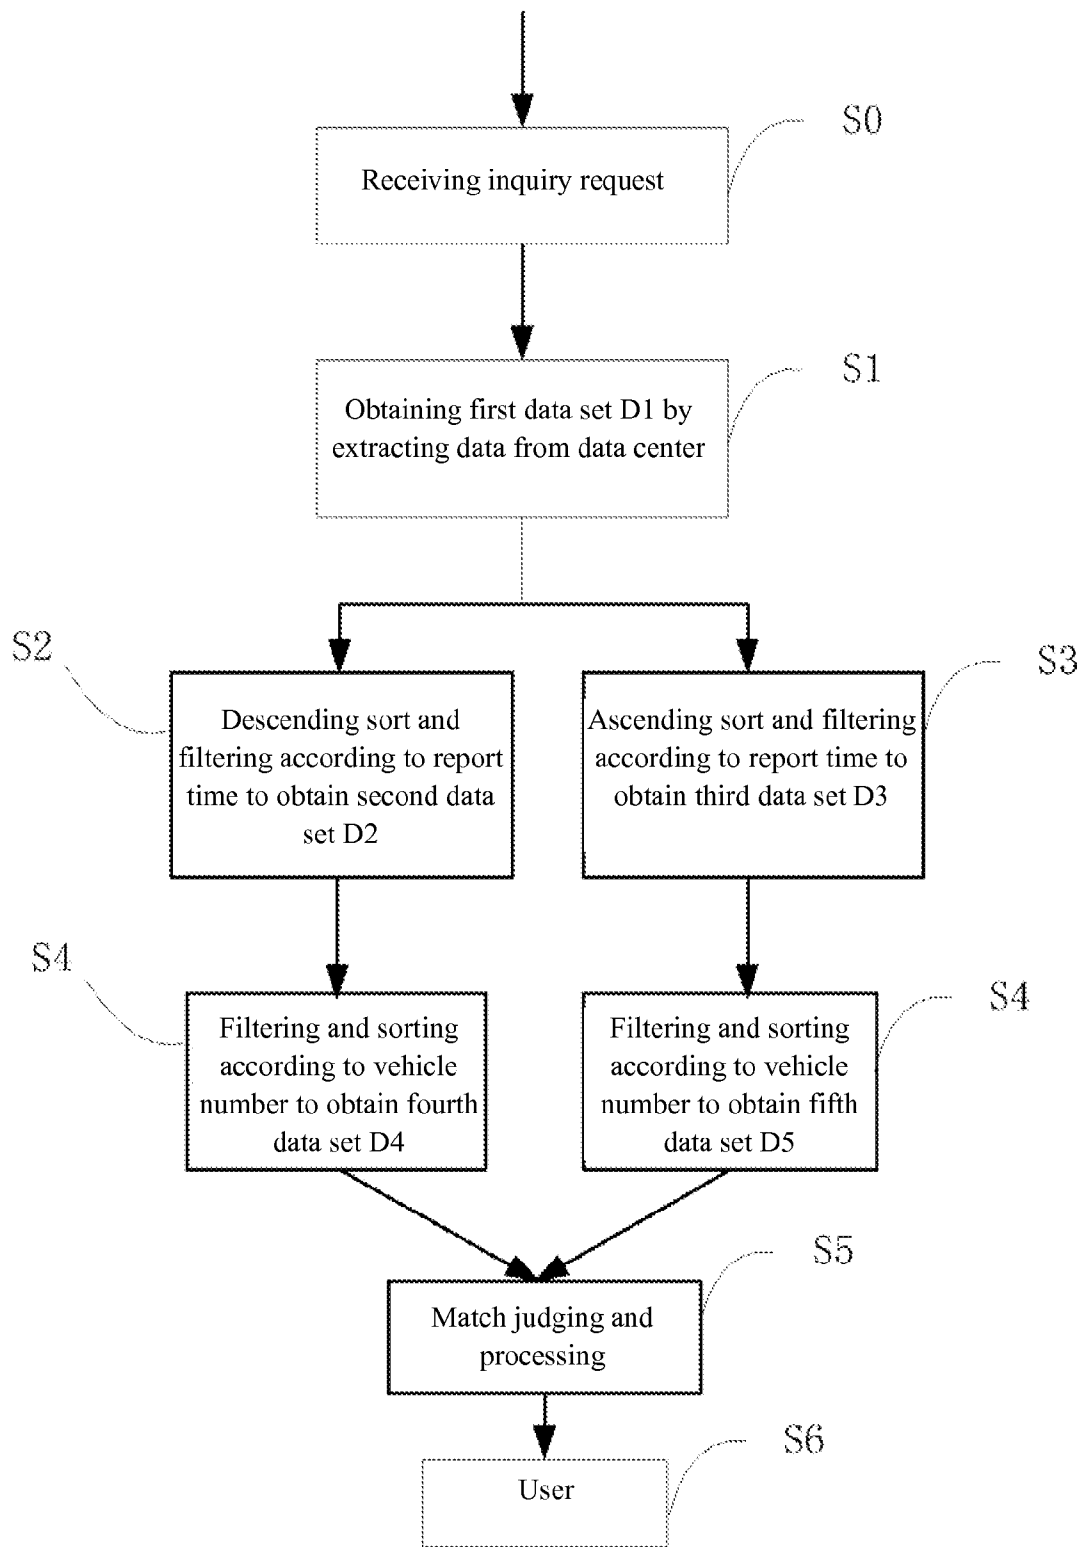 S0
Receiving inquiry request
S1
Obtaining first data set D1 by
extracting data from data center
S2
Descending sort and
filtering according to report
time to obtain second data
set D2
S3
Ascending sort and filtering
according to report time to
obtain third data set D3
S4
Filtering and sorting
according to vehicle
number to obtain fourth
data set D4
S4
Filtering and sorting
according to vehicle
number to obtain fifth
data set D5
S5
Match judging and
processing
S6
User